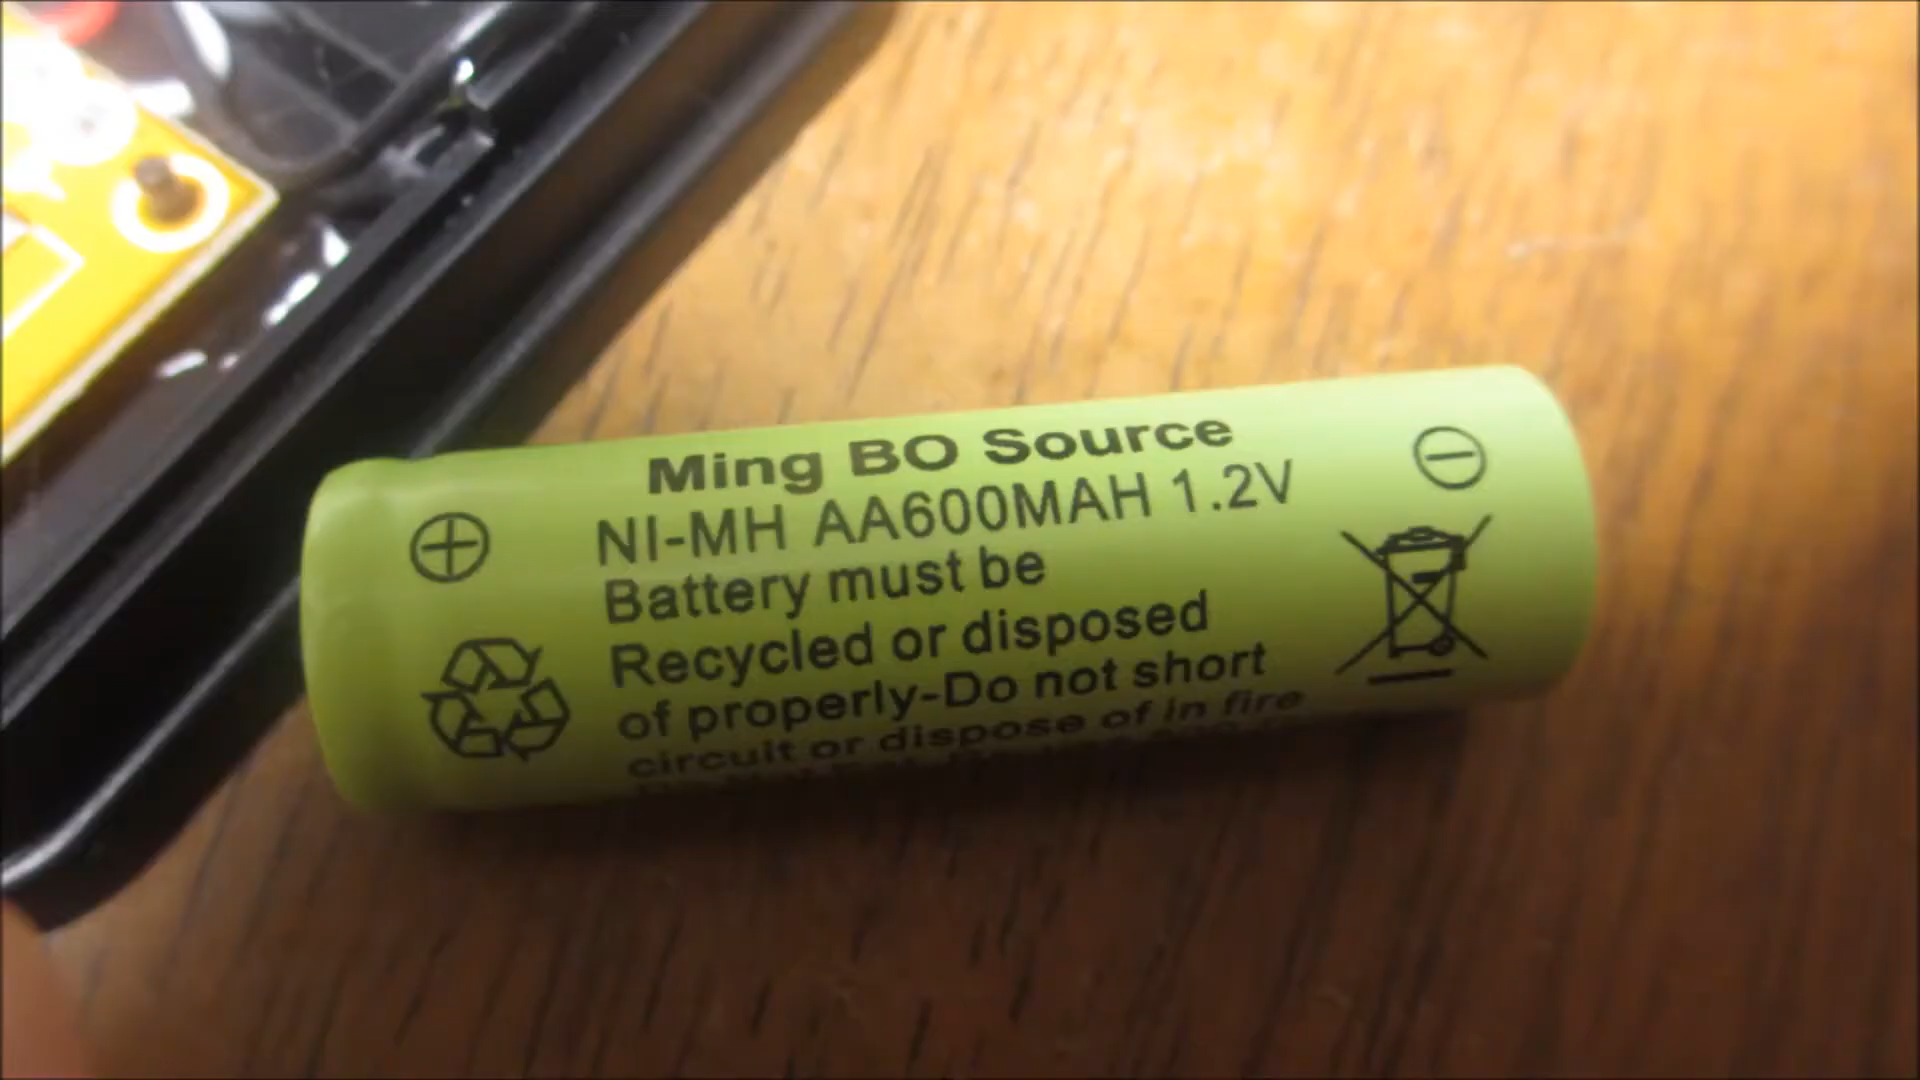 Ming BO Source
NI-MH AA600MAH 1.2V
Battery must be
Recycled or disposed
of properly-Do not short
circuit or dispose of in fire